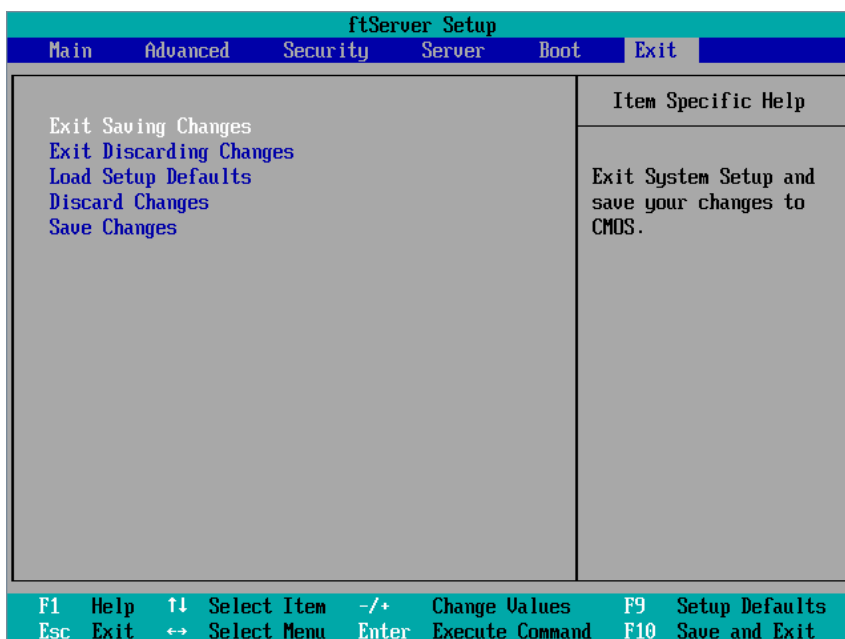 ftServer Setup
Main Advanced Security Server Boot Exit
Item Specific Help
Exit Saving Changes
Exit Discarding Changes
Load Setup Defaults
Discard Changes
Save Changes
Exit System Setup and
save your changes to
CMOS.
F1 Help ↑↓ Select Item -/+ Change Values F9 Setup Defaults
Esc Exit ↔ Select Menu Enter Execute Command F10 Save and Exit